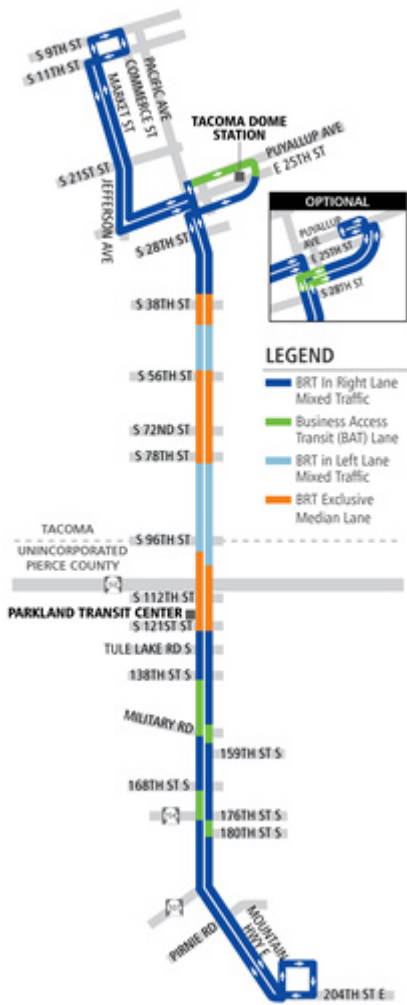 S 9TH ST
S 11TH ST
MARKET ST
COMMERCE ST
PACIFIC AVE
TACOMA DOME
STATION
PUYALLUP AVE
E 25TH ST
S 21ST ST
JEFFERSON AVE
S 28TH ST
OPTIONAL
PUYALLUP
AVE
E 25TH ST
S 28TH ST
S 38TH ST
LEGEND
BRT In Right Lane
Mixed Traffic
Business Access
Transit (BAT) Lane
BRT in Left Lane
Mixed Traffic
BRT Exclusive
Median Lane
S 56TH ST
S 72ND ST
S 78TH ST
S 96TH ST
TACOMA
UNINCORPORATED
PIERCE COUNTY
S 112TH ST
PARKLAND TRANSIT CENTER
S 121ST ST
TULE LAKE RD S
138TH ST S
MILITARY RD
159TH ST S
168TH ST S
176TH ST S
180TH ST S
PIRNIE RD
MOUNTAIN
HWY E
204TH ST E